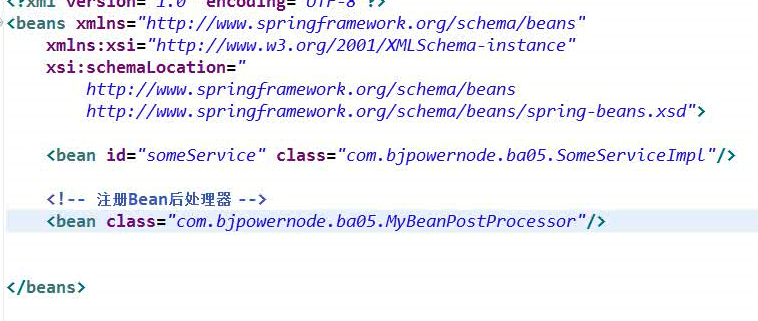 <?xml version="1.0" encoding="UTF-8"?>
<beans xmlns="http://www.springframework.org/schema/beans"
xmlns:xsi="http://www.w3.org/2001/XMLSchema-instance"
xsi:schemaLocation="
http://www.springframework.org/schema/beans
http://www.springframework.org/schema/beans/spring-beans.xsd">
<bean id="someService" class="com.bjpowernode.ba05.SomeServiceImpl"/>
<!-- 注册Bean后处理器 -->
<bean class="com.bjpowernode.ba05.MyBeanPostProcessor"/>
</beans>